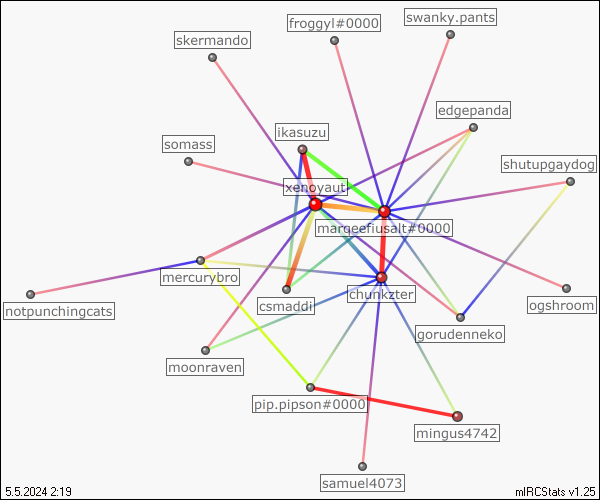 swanky.pants
froggyl#0000
skermando
edgepanda
ikasuzu
somass
shutupgaydog
xenoyaut
marqeefiusalt#0000
mercurybro
chunkzter
csmaddi
ogshroom
notpunchingcats
gorudenneko
moonraven
pip.pipson#0000
mingus4742
samuel4073
5.5.2024 2:19
mIRCStats v1.25